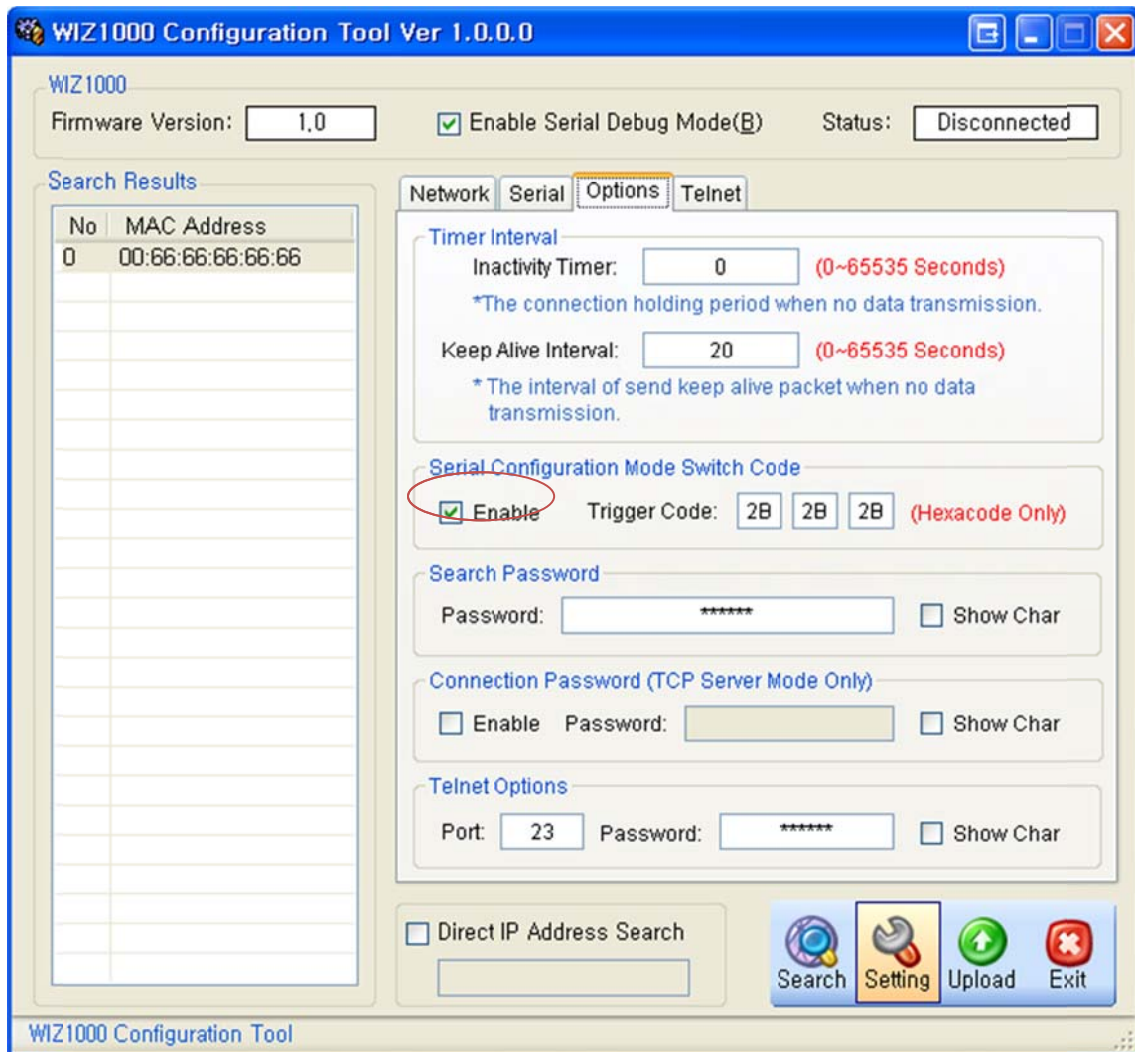 WIZ1000 Configuration Tool Ver 1.0.0.0
WIZ1000
Firmware Version: 1.0 Enable Serial Debug Mode(B) Status: Disconnected
Search Results
No MAC Address
0 00:66:66:66:66:66
Network Serial Options Telnet
Timer Interval
Inactivity Timer: 0 (0~65535 Seconds)
*The connection holding period when no data transmission.
Keep Alive Interval: 20 (0~65535 Seconds)
* The interval of send keep alive packet when no data
transmission.
Serial Configuration Mode Switch Code
Enable Trigger Code: 2B 2B 2B (Hexacode Only)
Search Password
Password: ****** Show Char
Connection Password (TCP Server Mode Only)
Enable Password: Show Char
Telnet Options
Port: 23 Password: ****** Show Char
Direct IP Address Search
Search Setting Upload Exit
WIZ1000 Configuration Tool